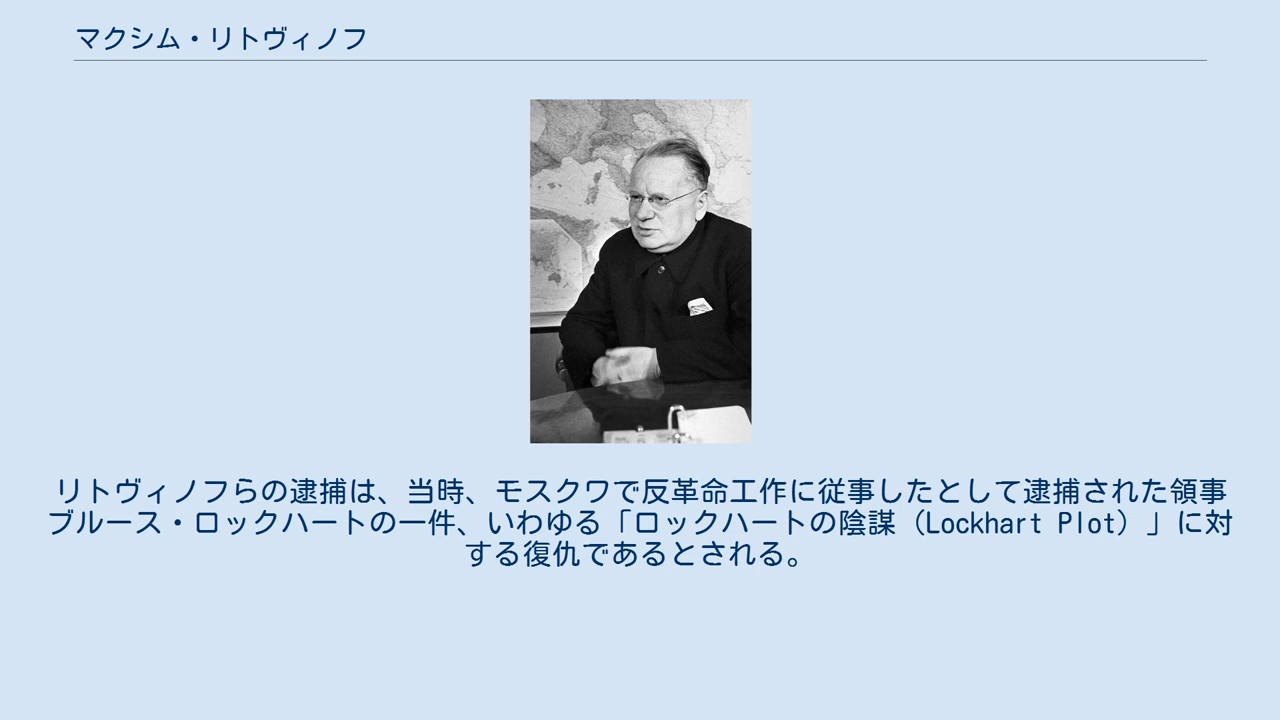 マクシム・リトヴィノフ
リトヴィノフらの逮捕は、当時、モスクワで反革命工作に従事したとして逮捕された領事
ブルース・ロックハートの一件、いわゆる「ロックハートの陰謀（Lockhart Plot）」に対
する復仇であるとされる。